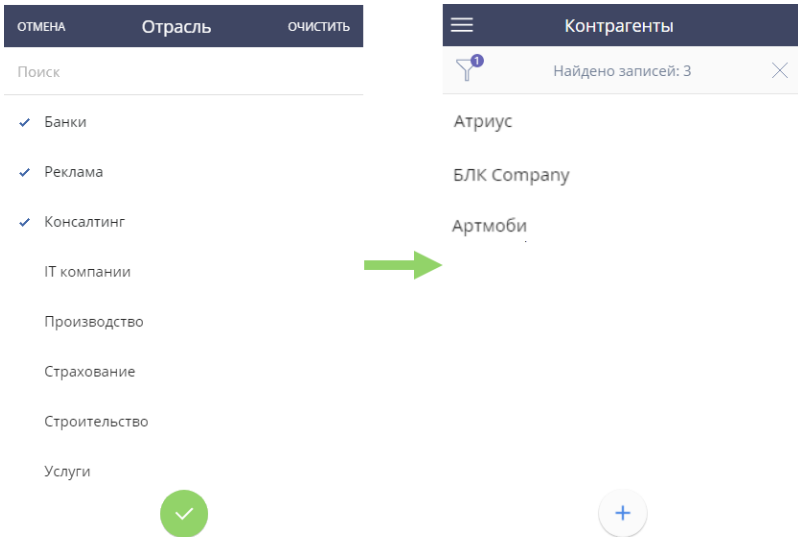 ОТМЕНА Отрасль ОЧИСТИТЬ
Поиск
Банки
Реклама
Консалтинг
IT компании
Производство
Страхование
Строительство
Услуги
Контрагенты
1
Найдено записей: 3
Атриус
БЛК Company
Артмоби